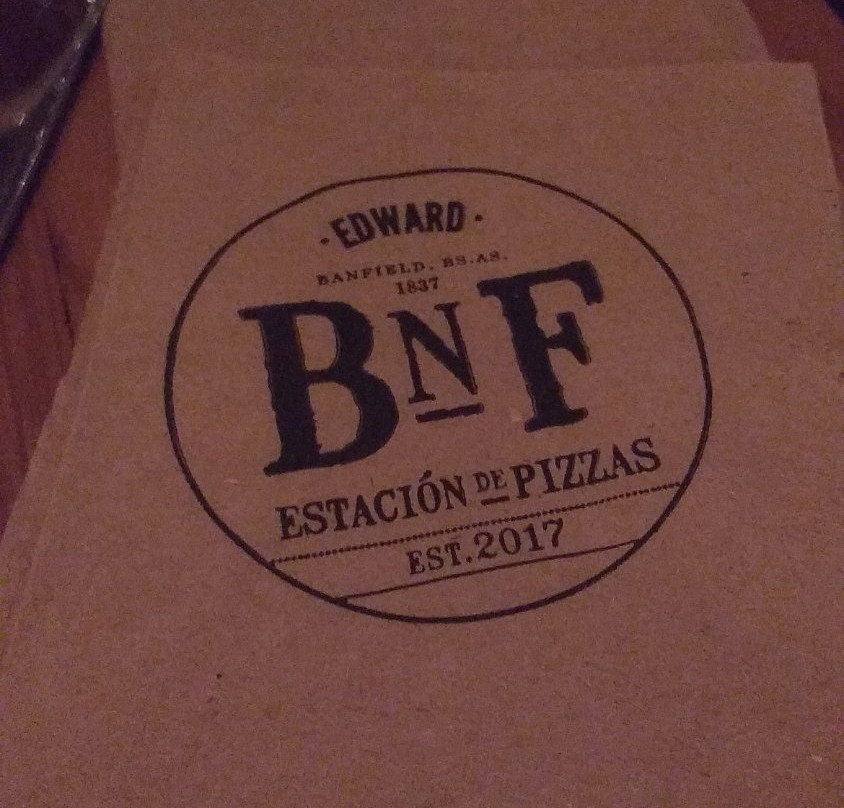 · EDWARD ·
BANFIELD. BS.AS.
1837
BNF
ESTACIÓN DE PIZZAS
EST. 2017